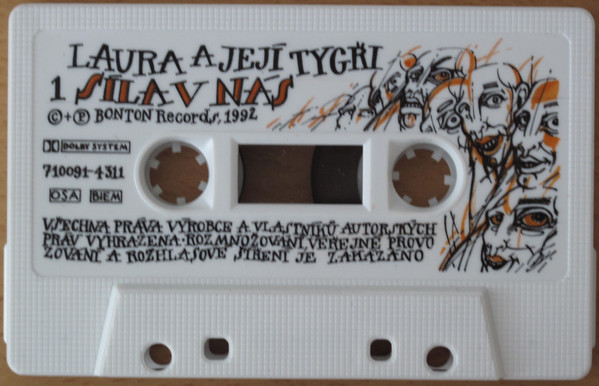 LAURA A JEJÍ TYGŘI
1 SÍLA V NÁS
©+Ⓟ BONTON Records, 1992
DOLBY SYSTEM
710091-4311
OSA BIEM
VŠECHNA PRÁVA VÝROBCE A VLASTNÍKŮ AUTORSKÝCH
PRÁV VYHRAZENA·ROZMNOŽOVÁNÍ, VEŘEJNÉ PROVO
ZOVÁNÍ A ROZHLASOVÉ ŠÍŘENÍ JE ZAKÁZÁNO